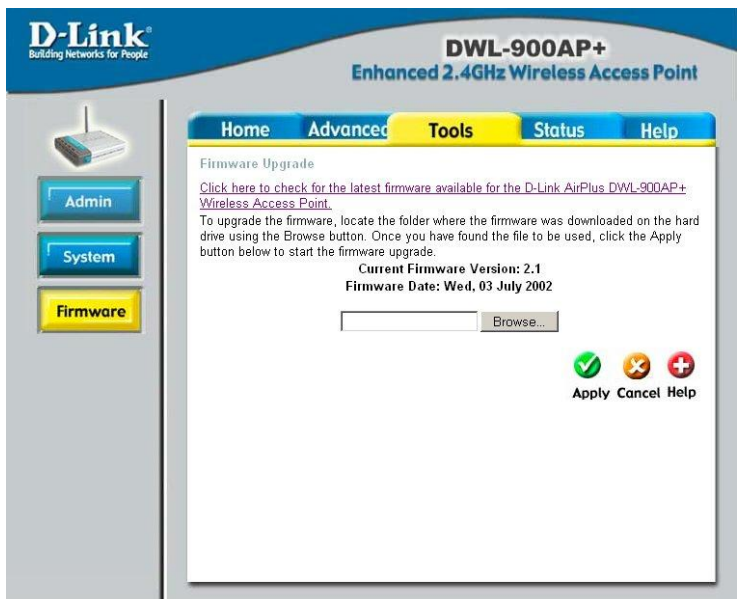 D-Link
Building Networks for People
DWL-900AP+
Enhanced 2.4GHz Wireless Access Point
Home Advanced Tools Status Help
Admin
System
Firmware
Firmware Upgrade
Click here to check for the latest firmware available for the D-Link AirPlus DWL-900AP+
Wireless Access Point.
To upgrade the firmware, locate the folder where the firmware was downloaded on the hard
drive using the Browse button. Once you have found the file to be used, click the Apply
button below to start the firmware upgrade.
Current Firmware Version: 2.1
Firmware Date: Wed, 03 July 2002
Browse...
Apply Cancel Help